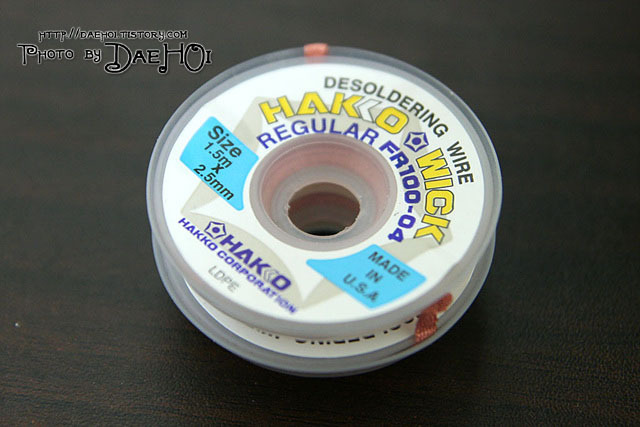 HTTP://DAEHOI.TISTORY.COM
PHOTO BY DAEHOI
DESOLDERING WIRE
HAKKO WICK
REGULAR FR100-04
Size
1.5m
X
2.5mm
HAKKO
HAKKO CORPORATION
LDPE
MADE
IN
U.S.A.